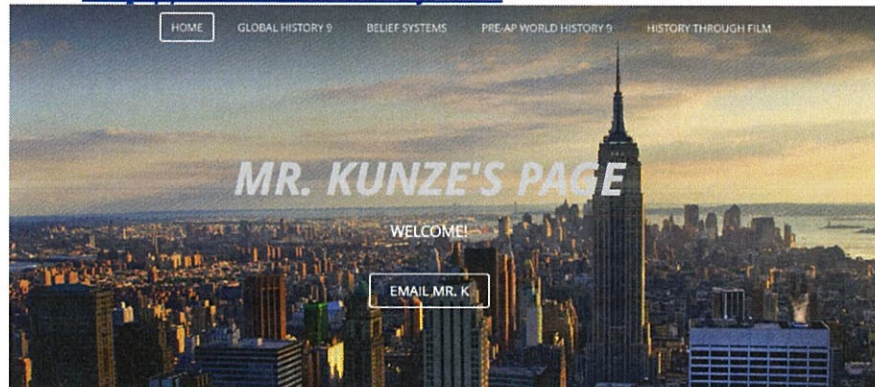 HOME GLOBAL HISTORY 9 BELIEF SYSTEMS PRE-AP WORLD HISTORY 9 HISTORY THROUGH FILM
MR. KUNZE'S PAGE
WELCOME!
EMAIL MR. K